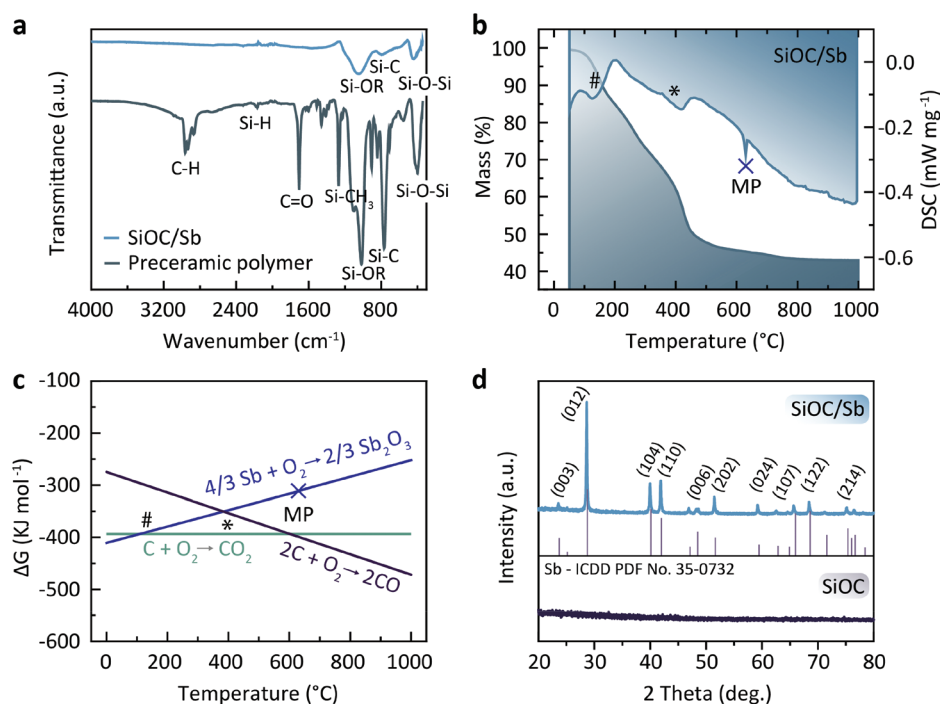 a
Transmittance (a.u.)
Si-OR
Si-C
Si-O-Si
C-H
Si-H
C=O
Si-CH₃
Si-OR
Si-C
Si-O-Si
SiOC/Sb
Preceramic polymer
4000 3200 2400 1600 800
Wavenumber (cm⁻¹)
b
SiOC/Sb
Mass (%)
100
90
80
70
60
50
40
#
*
MP
0.0
-0.2
-0.4
-0.6
DSC (mW mg⁻¹)
0 200 400 600 800 1000
Temperature (°C)
c
ΔG (KJ mol⁻¹)
-100
-200
-300
-400
-500
-600
4/3 Sb + O₂→2/3 Sb₂O₃
MP
#
*
C + O₂→CO₂
2C + O₂→2CO
0 200 400 600 800 1000
Temperature (°C)
d
Intensity (a.u.)
SiOC/Sb
(003)
(012)
(104)
(110)
(006)
(202)
(024)
(107)
(122)
(214)
Sb - ICDD PDF No. 35-0732
SiOC
20 30 40 50 60 70 80
2 Theta (deg.)